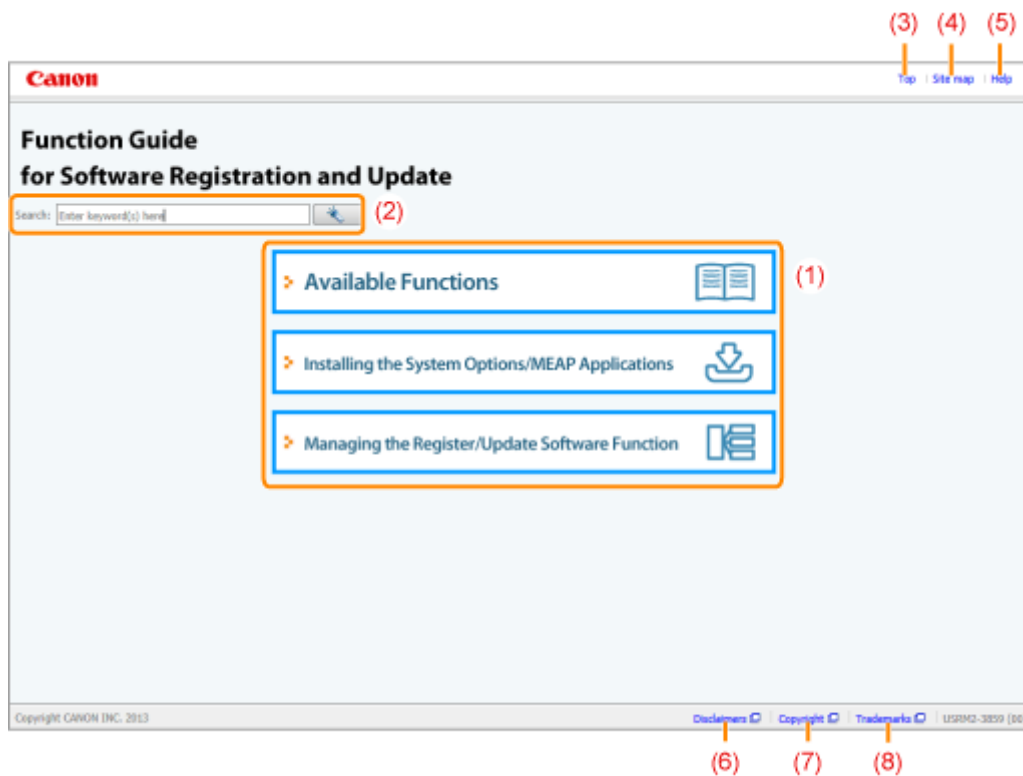 (3) (4) (5)
Canon
Top Site map Help
Function Guide
for Software Registration and Update
Search: Enter keyword(s) here (2)
Available Functions
(1)
Installing the System Options/MEAP Applications
Managing the Register/Update Software Function
Copyright CANON INC. 2013 Disclaimers Copyright Trademarks USRM2-3859 (00
(6) (7) (8)